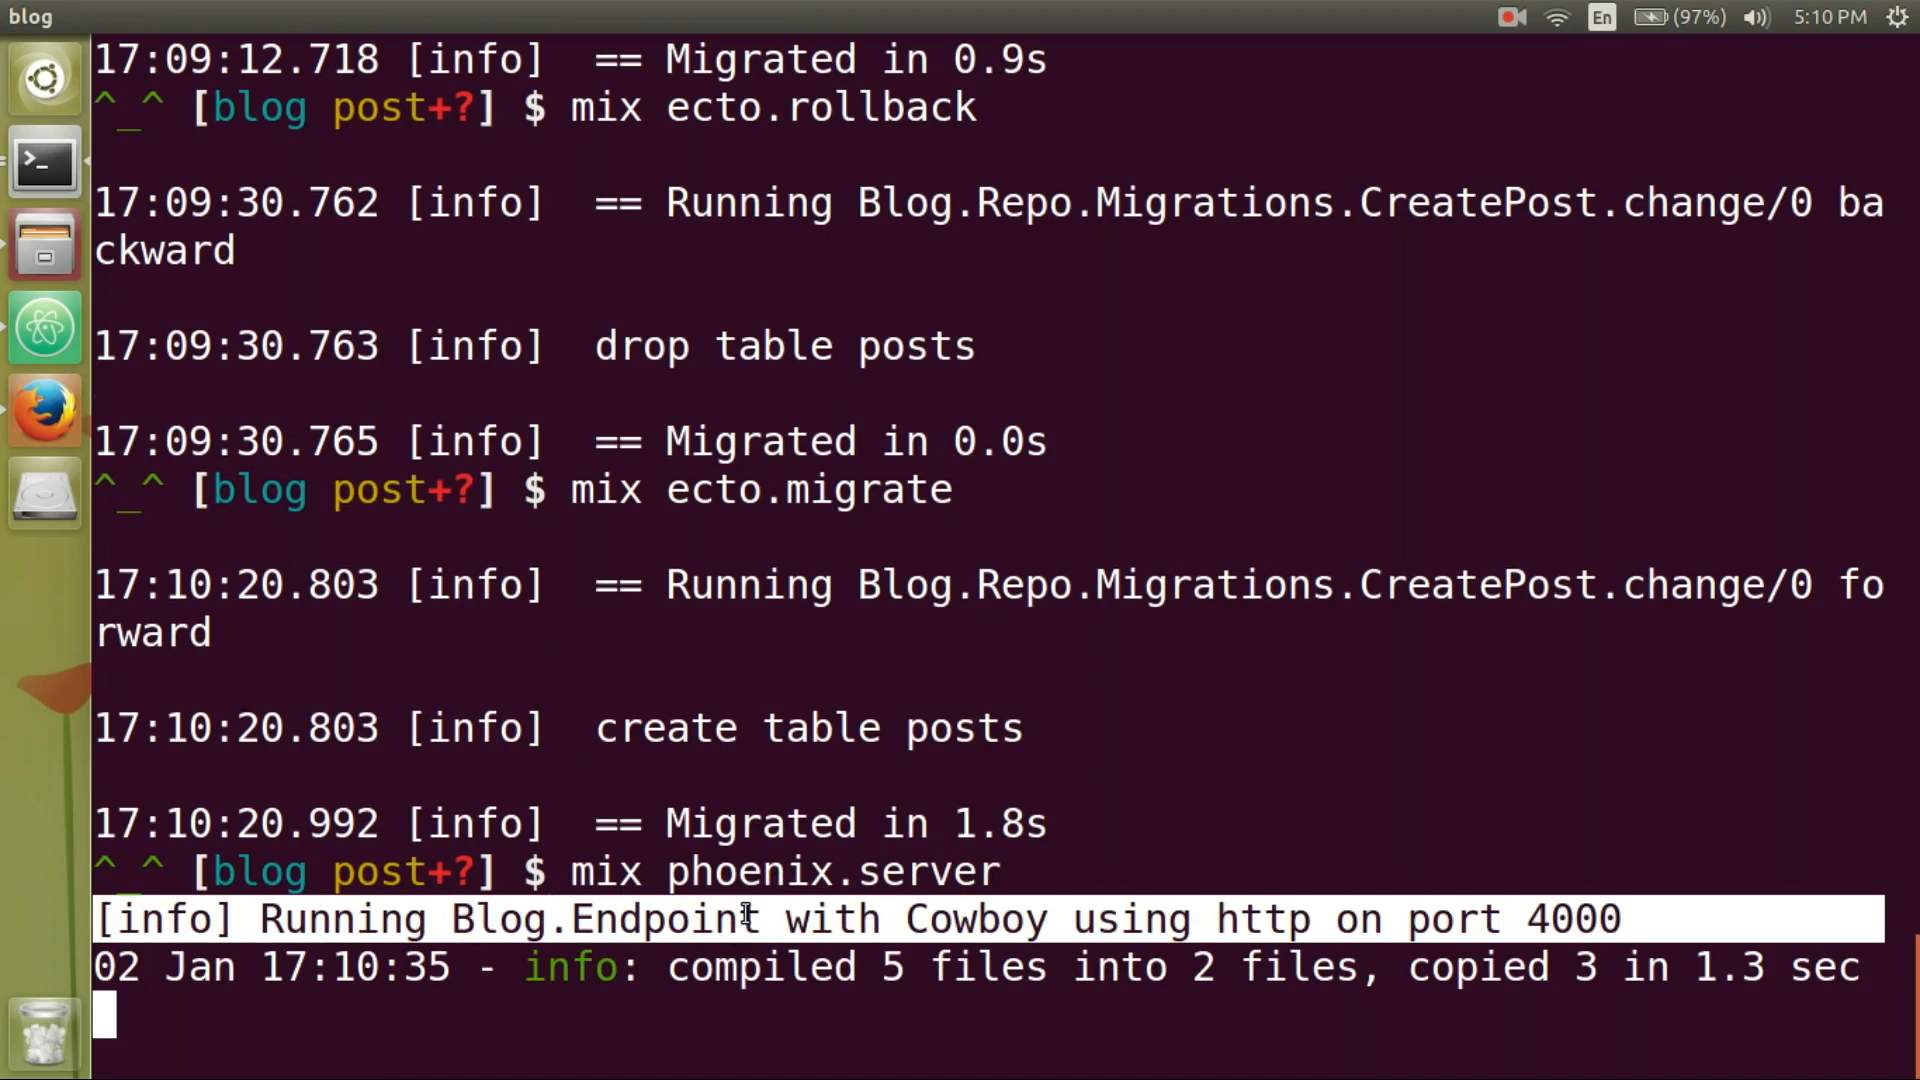 blog
En (97%) 5:10 PM
17:09:12.718 [info]  == Migrated in 0.9s
^_^ [blog post+?] $ mix ecto.rollback
17:09:30.762 [info]  == Running Blog.Repo.Migrations.CreatePost.change/0 ba
ckward
17:09:30.763 [info]  drop table posts
17:09:30.765 [info]  == Migrated in 0.0s
^_^ [blog post+?] $ mix ecto.migrate
17:10:20.803 [info]  == Running Blog.Repo.Migrations.CreatePost.change/0 fo
rward
17:10:20.803 [info]  create table posts
17:10:20.992 [info]  == Migrated in 1.8s
^_^ [blog post+?] $ mix phoenix.server
[info] Running Blog.Endpoint with Cowboy using http on port 4000
02 Jan 17:10:35 - info: compiled 5 files into 2 files, copied 3 in 1.3 sec